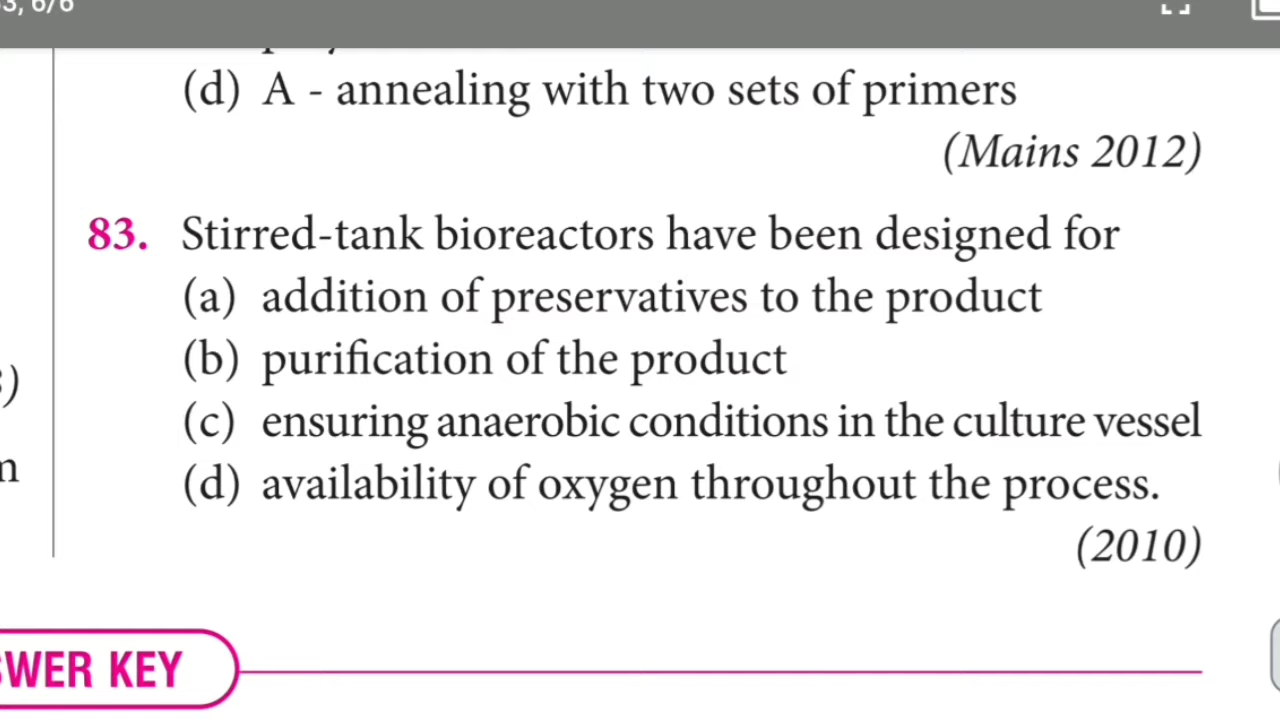 (d) A - annealing with two sets of primers
(Mains 2012)
83. Stirred-tank bioreactors have been designed for
(a) addition of preservatives to the product
(b) purification of the product
(c) ensuring anaerobic conditions in the culture vessel
(d) availability of oxygen throughout the process.
(2010)
WER KEY